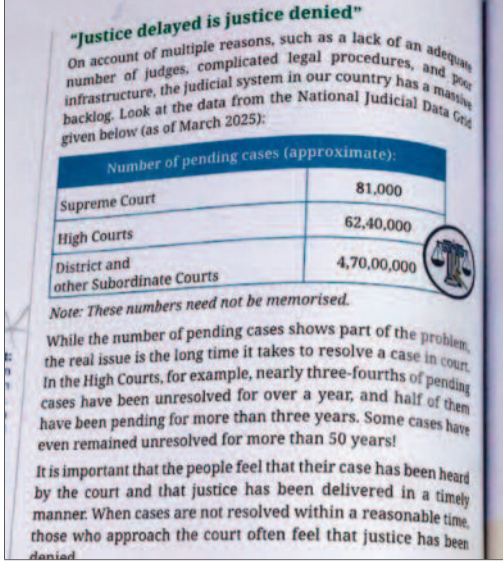 "Justice delayed is justice denied"
On account of multiple reasons, such as a lack of an adequate
number of judges, complicated legal procedures, and poor
infrastructure, the judicial system in our country has a massive
backlog. Look at the data from the National Judicial Data Grid
given below (as of March 2025):
Number of pending cases (approximate):
Supreme Court 81,000
High Courts 62,40,000
District and
other Subordinate Courts 4,70,00,000
Note: These numbers need not be memorised.
While the number of pending cases shows part of the problem,
the real issue is the long time it takes to resolve a case in court.
In the High Courts, for example, nearly three-fourths of pending
cases have been unresolved for over a year, and half of them
have been pending for more than three years. Some cases have
even remained unresolved for more than 50 years!
It is important that the people feel that their case has been heard
by the court and that justice has been delivered in a timely
manner. When cases are not resolved within a reasonable time,
those who approach the court often feel that justice has been
denied